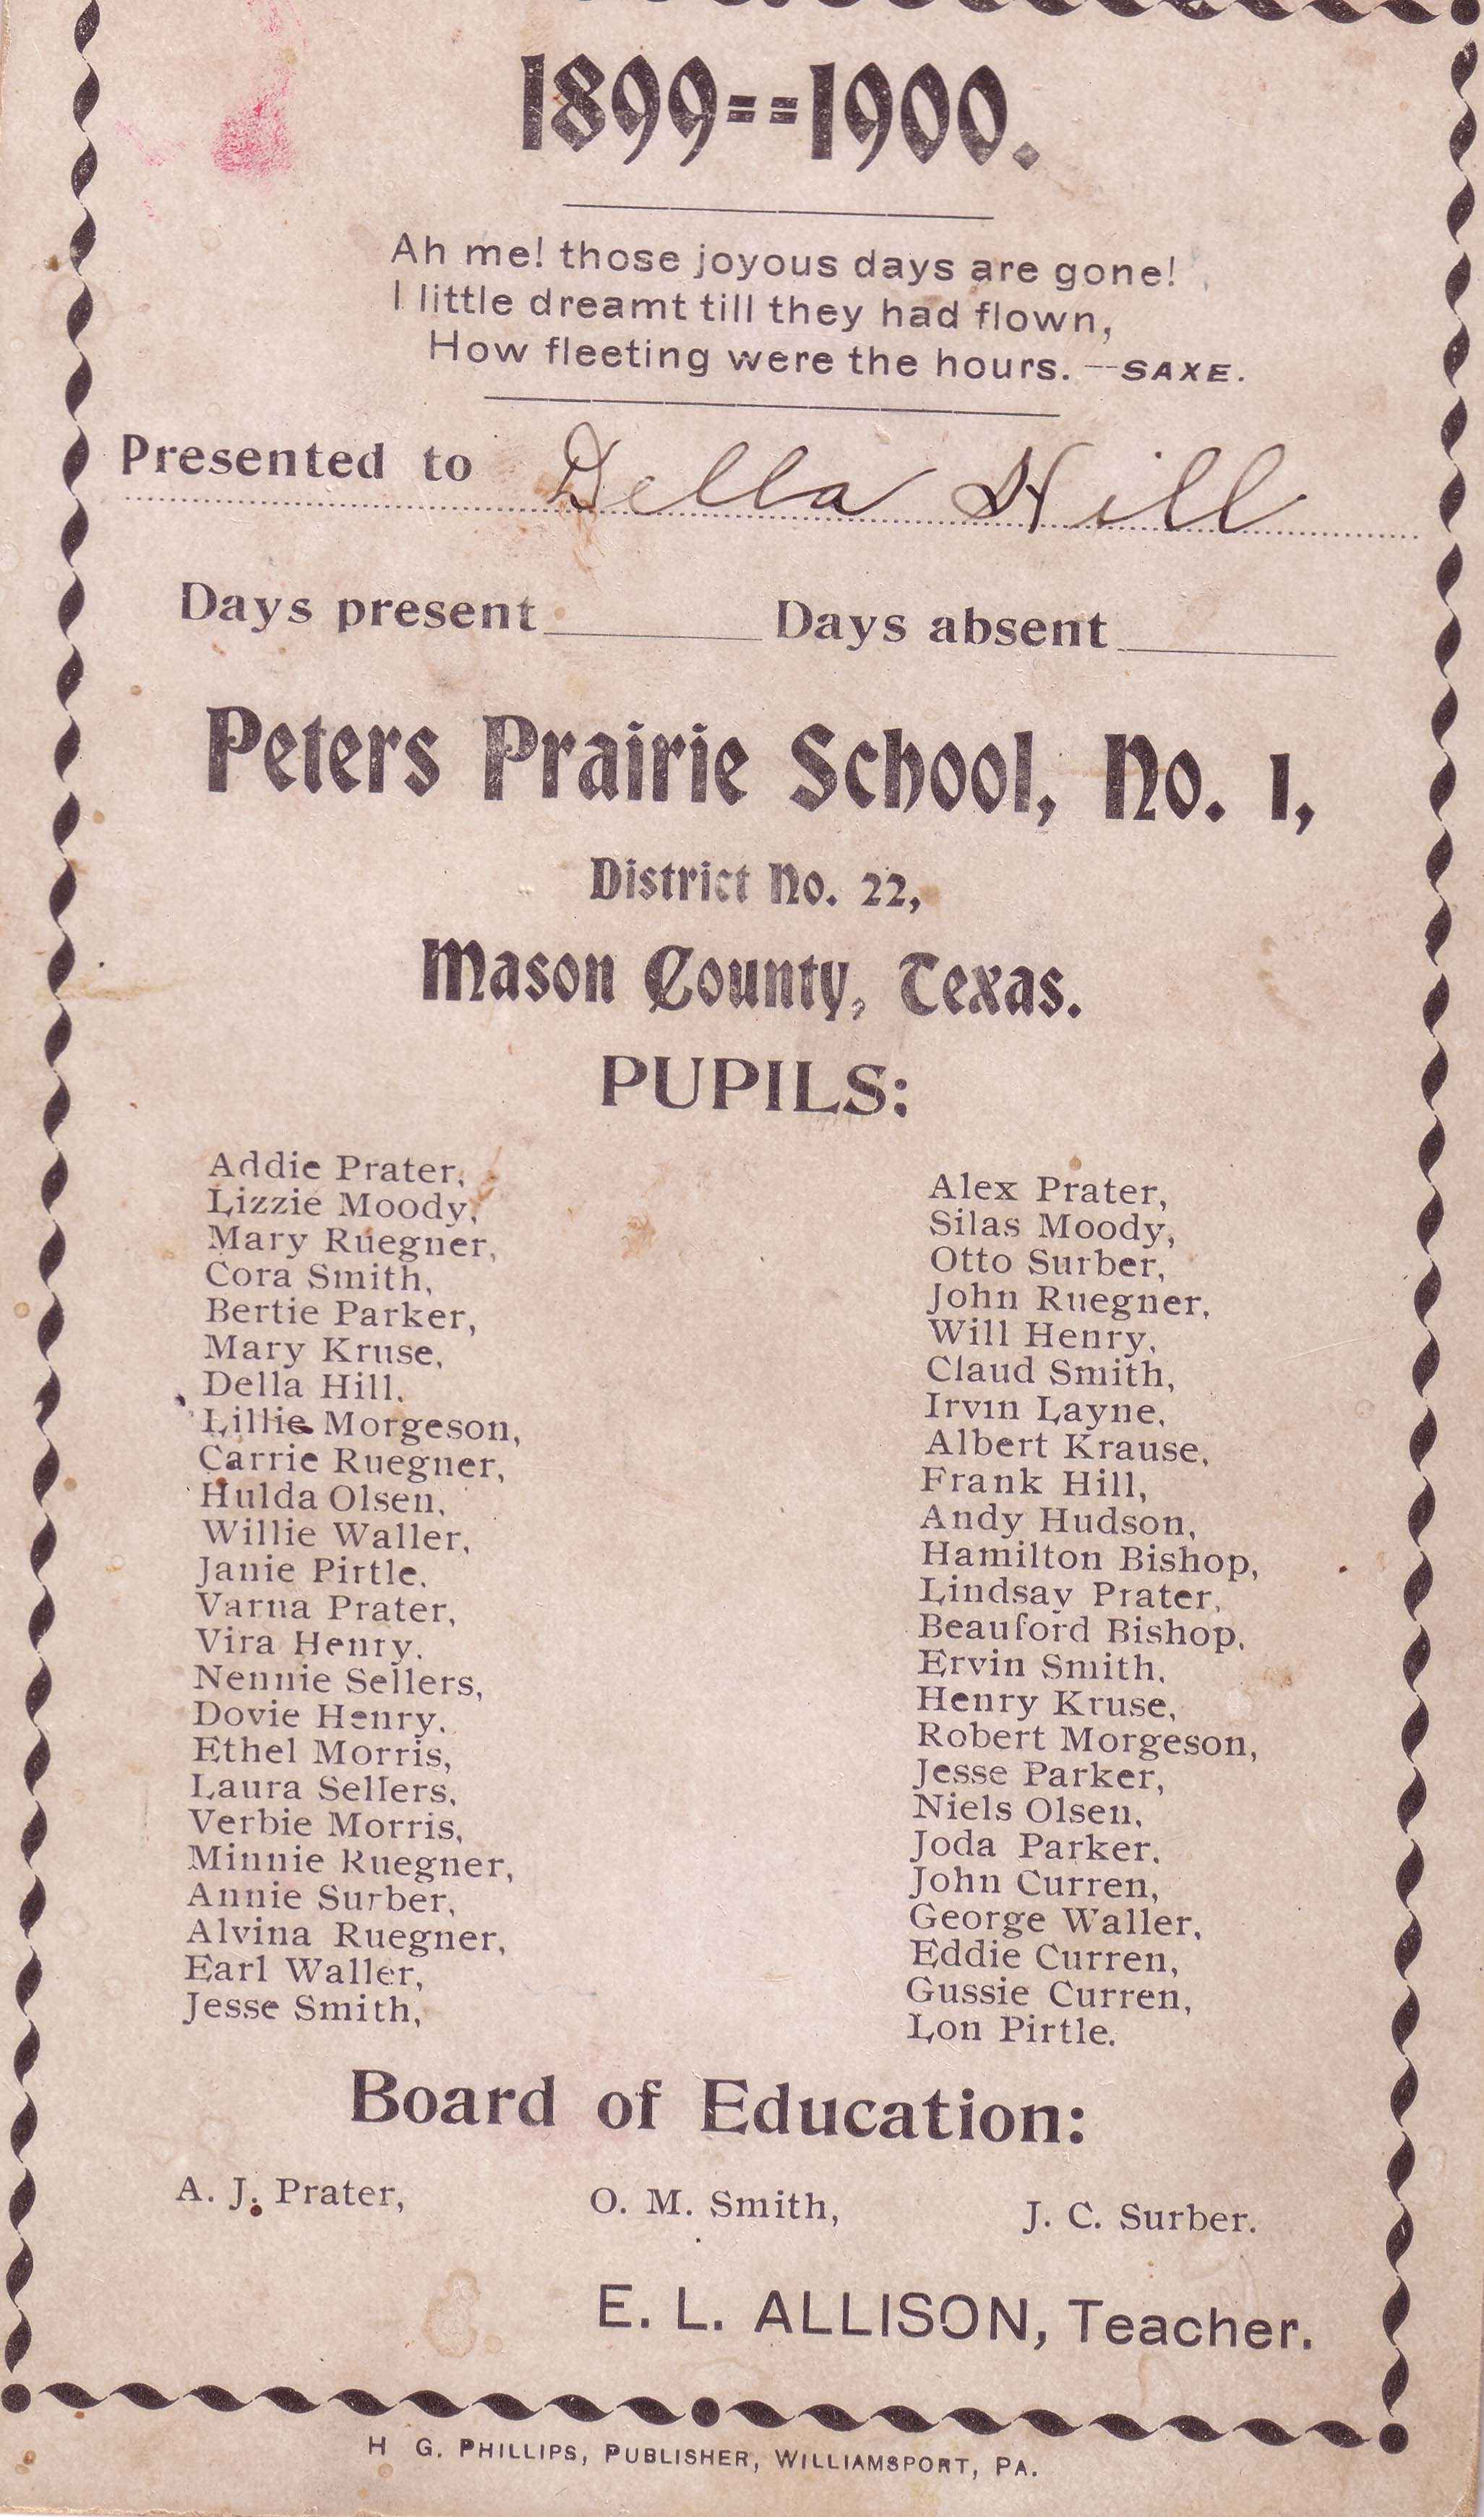 1899==1900.
Ah me! those joyous days are gone!
I little dreamt till they had flown,
How fleeting were the hours. —SAXE.
Presented to Della Hill
Days present Days absent
Peters Prairie School, No. 1,
District No. 22,
Mason County, Texas.
PUPILS:
Addie Prater,
Lizzie Moody,
Mary Ruegner,
Cora Smith,
Bertie Parker,
Mary Kruse,
Della Hill,
Lillie Morgeson,
Carrie Ruegner,
Hulda Olsen,
Willie Waller,
Janie Pirtle,
Varna Prater,
Vira Henry,
Nennie Sellers,
Dovie Henry,
Ethel Morris,
Laura Sellers,
Verbie Morris,
Minnie Ruegner,
Annie Surber,
Alvina Ruegner,
Earl Waller,
Jesse Smith,
Alex Prater,
Silas Moody,
Otto Surber,
John Ruegner,
Will Henry,
Claud Smith,
Irvin Layne,
Albert Krause,
Frank Hill,
Andy Hudson,
Hamilton Bishop,
Lindsay Prater,
Beauford Bishop,
Ervin Smith,
Henry Kruse,
Robert Morgeson,
Jesse Parker,
Niels Olsen,
Joda Parker,
John Curren,
George Waller,
Eddie Curren,
Gussie Curren,
Lon Pirtle.
Board of Education:
A. J. Prater, O. M. Smith, J. C. Surber.
E. L. ALLISON, Teacher.
H G. PHILLIPS, PUBLISHER, WILLIAMSPORT, PA.